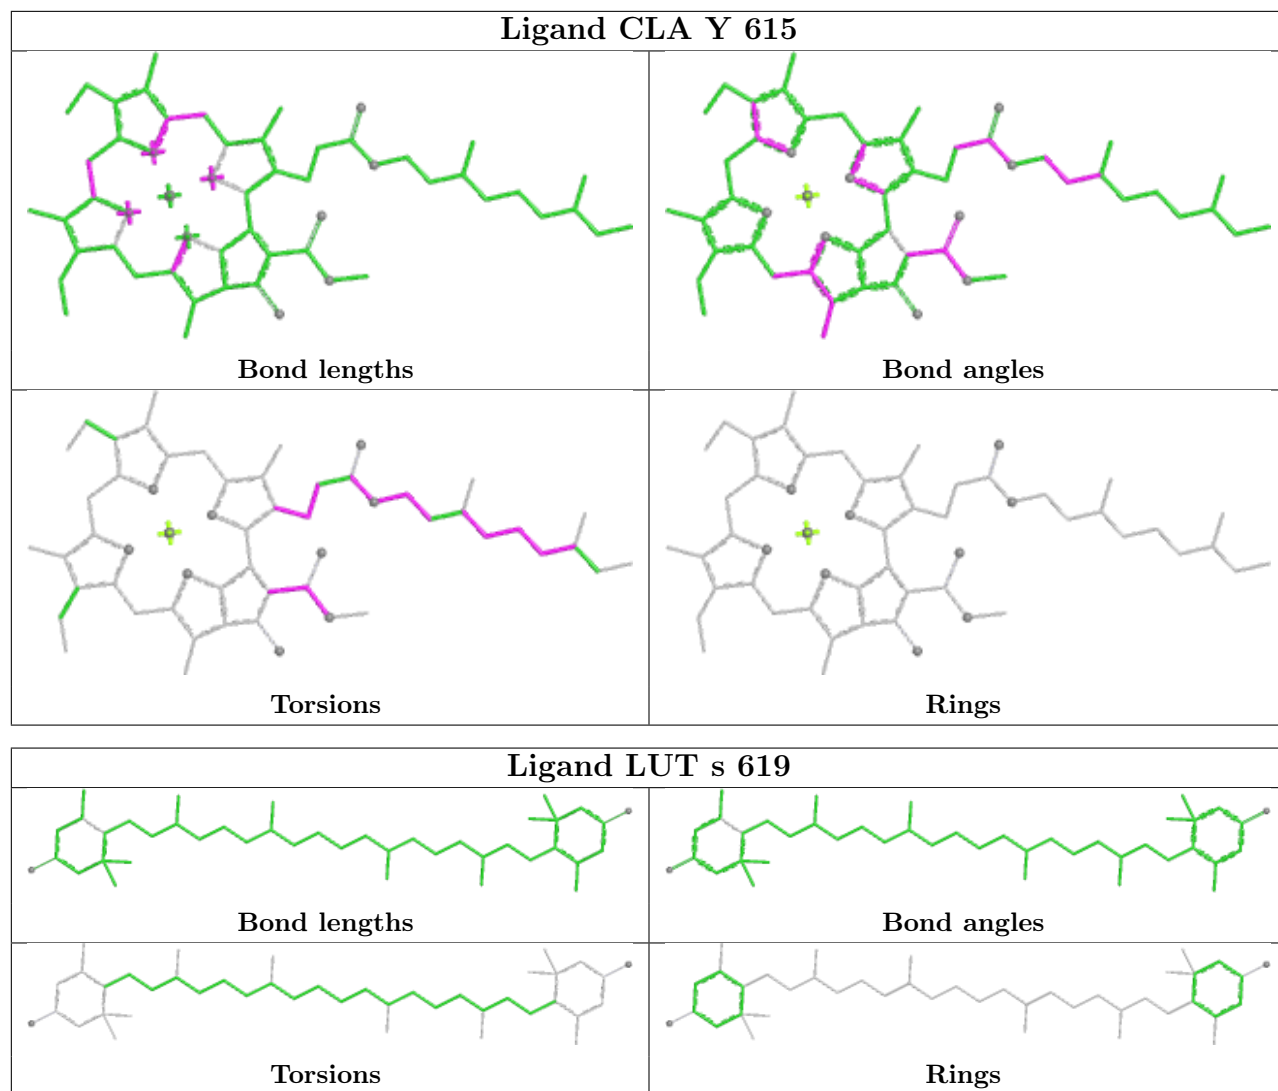 Ligand CLA Y 615
Bond lengths
Bond angles
Torsions
Rings
Ligand LUT s 619
Bond lengths
Bond angles
Torsions
Rings